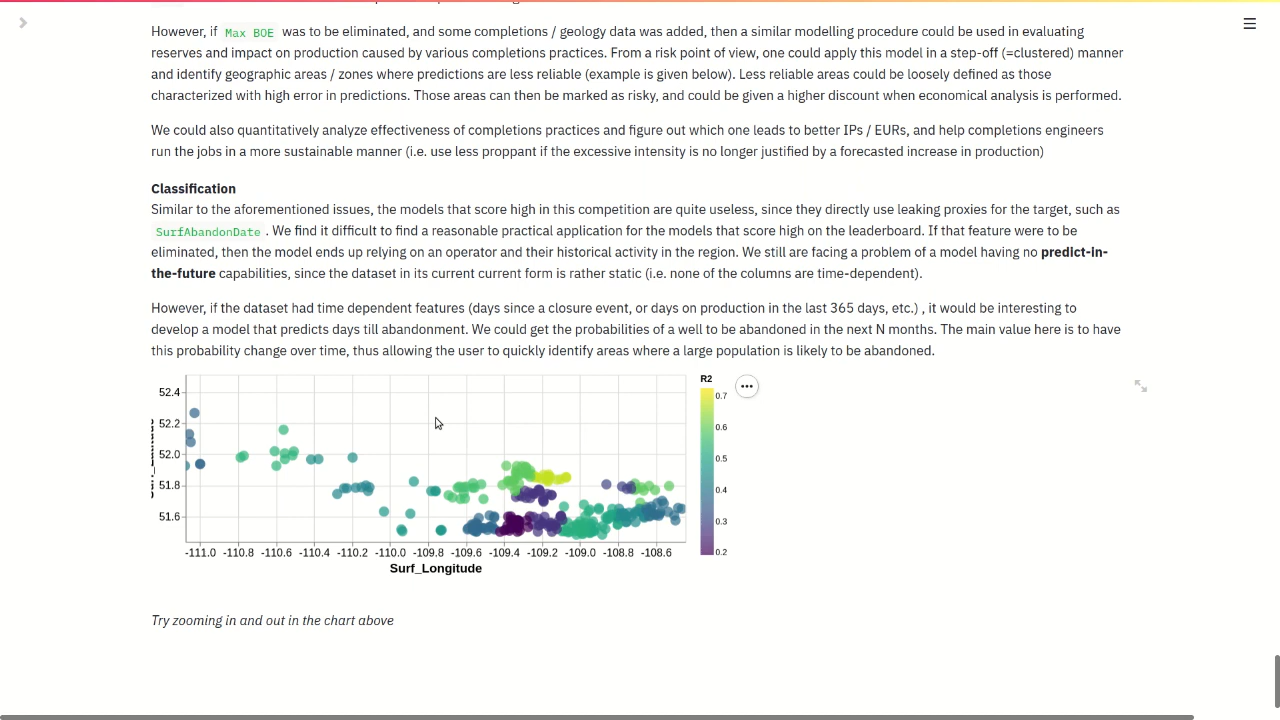 However, if Max BOE was to be eliminated, and some completions / geology data was added, then a similar modelling procedure could be used in evaluating
reserves and impact on production caused by various completions practices. From a risk point of view, one could apply this model in a step-off (=clustered) manner
and identify geographic areas / zones where predictions are less reliable (example is given below). Less reliable areas could be loosely defined as those
characterized with high error in predictions. Those areas can then be marked as risky, and could be given a higher discount when economical analysis is performed.
We could also quantitatively analyze effectiveness of completions practices and figure out which one leads to better IPs / EURs, and help completions engineers
run the jobs in a more sustainable manner (i.e. use less proppant if the excessive intensity is no longer justified by a forecasted increase in production)
Classification
Similar to the aforementioned issues, the models that score high in this competition are quite useless, since they directly use leaking proxies for the target, such as
SurfAbandonDate . We find it difficult to find a reasonable practical application for the models that score high on the leaderboard. If that feature were to be
eliminated, then the model ends up relying on an operator and their historical activity in the region. We still are facing a problem of a model having no predict-in-
the-future capabilities, since the dataset in its current current form is rather static (i.e. none of the columns are time-dependent).
However, if the dataset had time dependent features (days since a closure event, or days on production in the last 365 days, etc.) , it would be interesting to
develop a model that predicts days till abandonment. We could get the probabilities of a well to be abandoned in the next N months. The main value here is to have
this probability change over time, thus allowing the user to quickly identify areas where a large population is likely to be abandoned.
R2
52.4
52.2
52.0
51.8
51.6
0.7
0.6
0.5
0.4
0.3
0.2
-111.0 -110.8 -110.6 -110.4 -110.2 -110.0 -109.8 -109.6 -109.4 -109.2 -109.0 -108.8 -108.6
Surf_Longitude
Try zooming in and out in the chart above